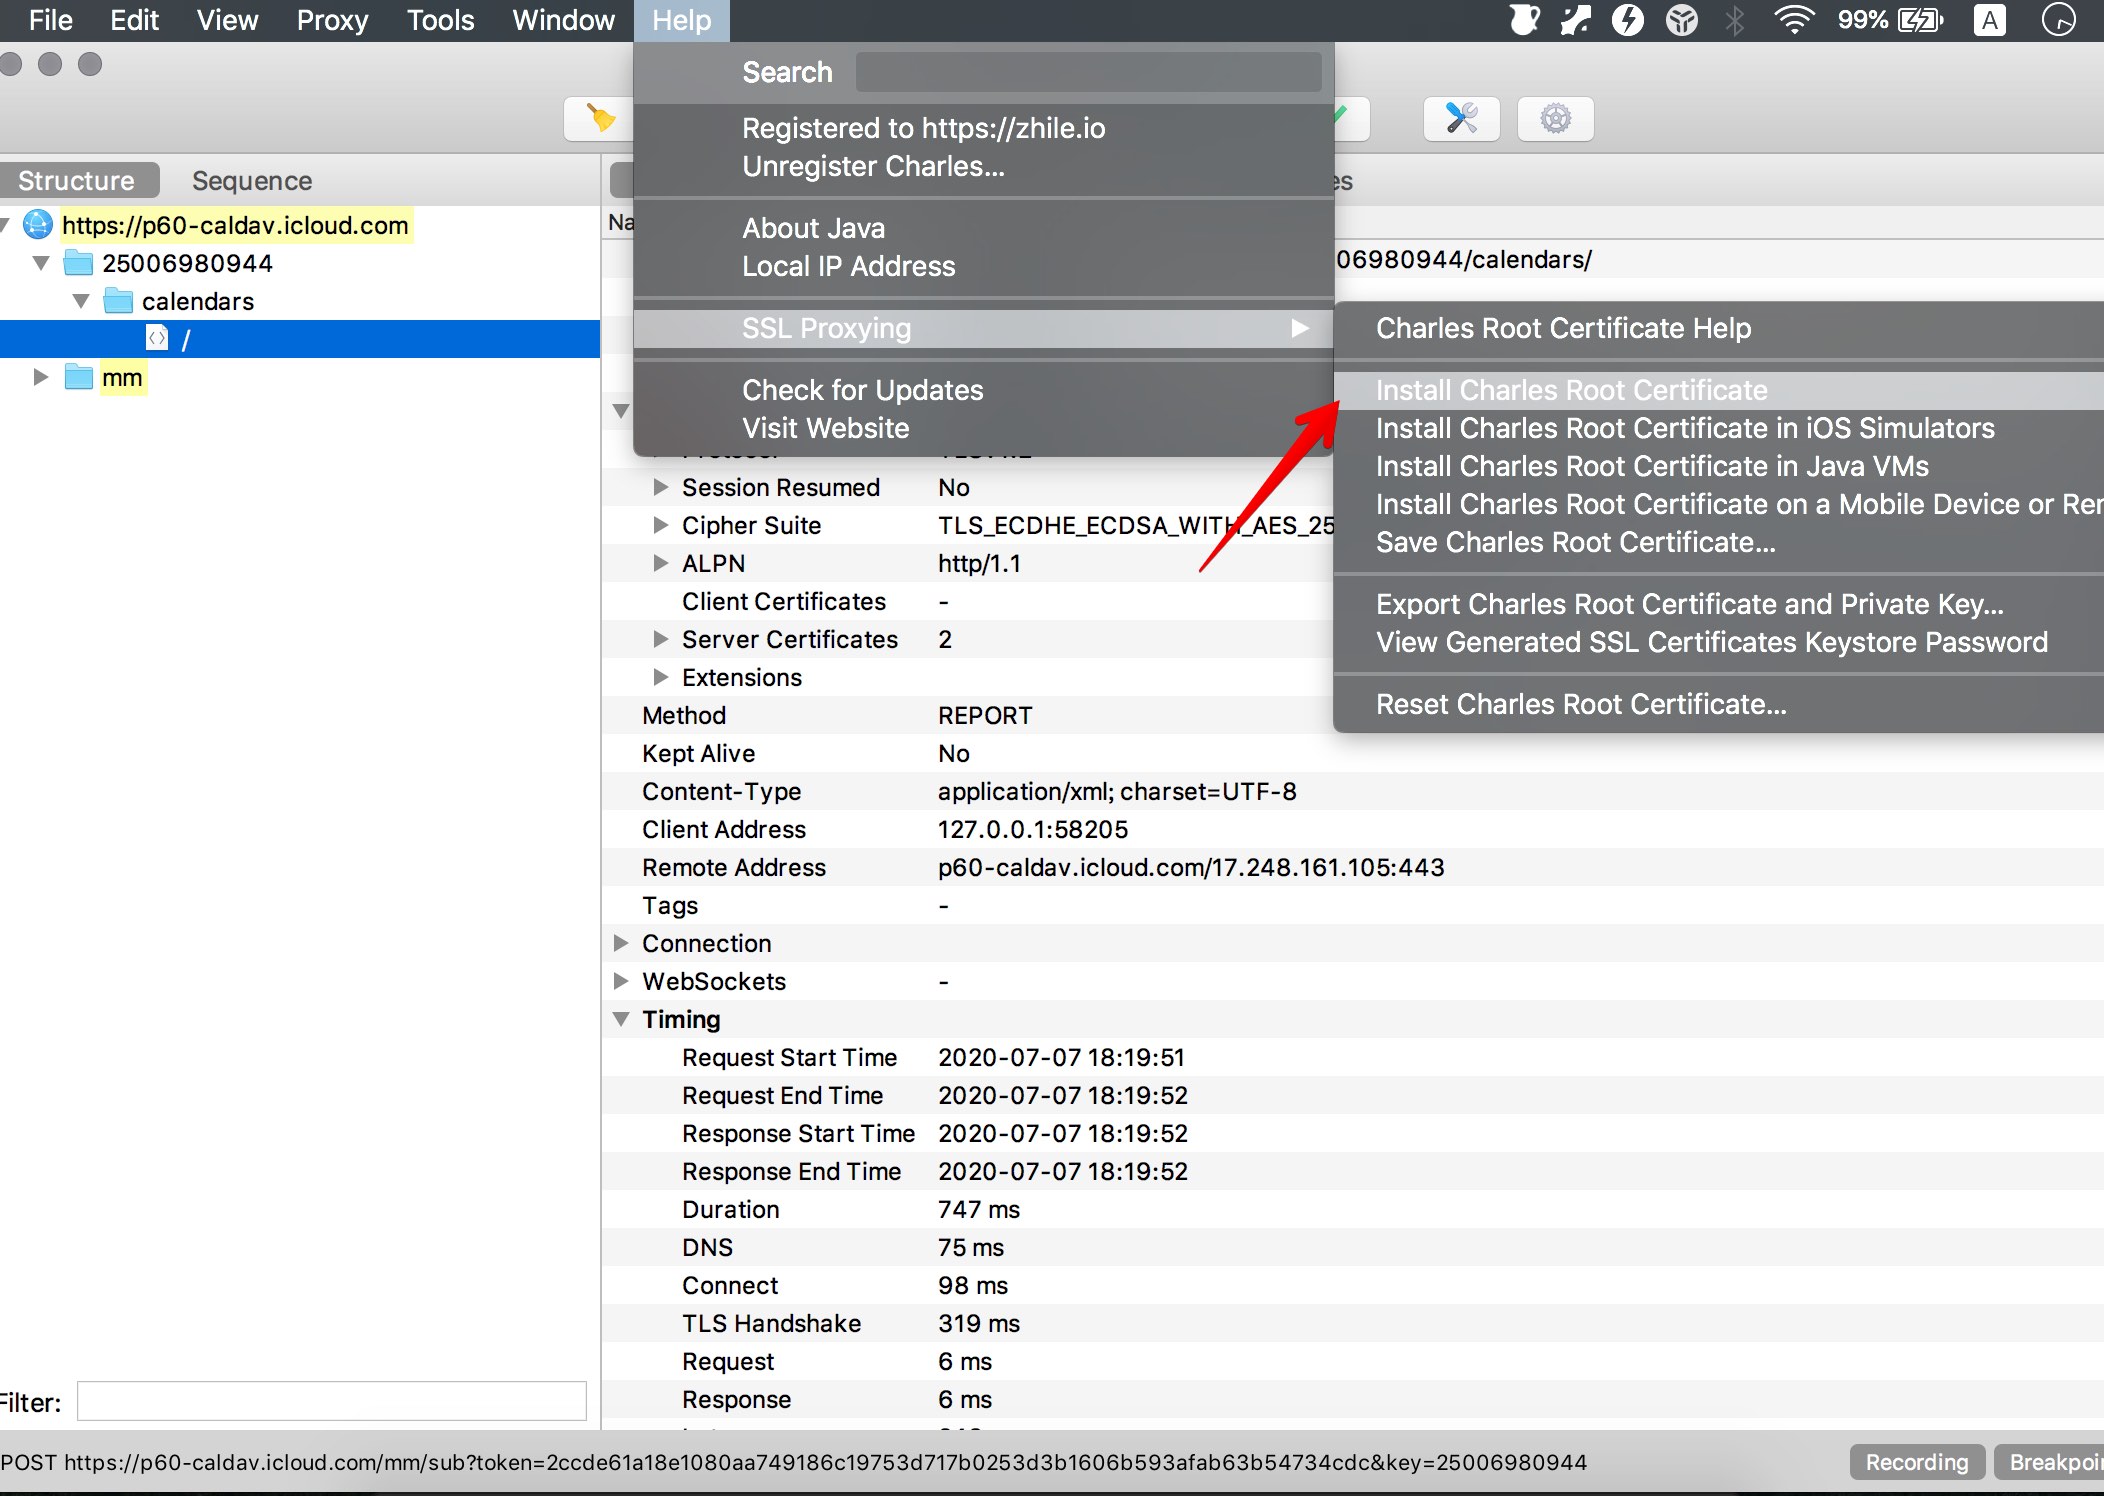 File Edit View Proxy Tools Window Help 99% A
Search
Registered to https://zhile.io
Unregister Charles...
About Java
Local IP Address
SSL Proxying
Check for Updates
Visit Website
Charles Root Certificate Help
Install Charles Root Certificate
Install Charles Root Certificate in iOS Simulators
Install Charles Root Certificate in Java VMs
Install Charles Root Certificate on a Mobile Device or Rem
Save Charles Root Certificate...
Export Charles Root Certificate and Private Key...
View Generated SSL Certificates Keystore Password
Reset Charles Root Certificate...
Structure Sequence
https://p60-caldav.icloud.com
25006980944
calendars
/
mm
Na
es
06980944/calendars/
Session Resumed No
Cipher Suite TLS_ECDHE_ECDSA_WITH_AES_25
ALPN http/1.1
Client Certificates -
Server Certificates 2
Extensions
Method REPORT
Kept Alive No
Content-Type application/xml; charset=UTF-8
Client Address 127.0.0.1:58205
Remote Address p60-caldav.icloud.com/17.248.161.105:443
Tags -
Connection
WebSockets -
Timing
Request Start Time 2020-07-07 18:19:51
Request End Time 2020-07-07 18:19:52
Response Start Time 2020-07-07 18:19:52
Response End Time 2020-07-07 18:19:52
Duration 747 ms
DNS 75 ms
Connect 98 ms
TLS Handshake 319 ms
Request 6 ms
Response 6 ms
Filter:
POST https://p60-caldav.icloud.com/mm/sub?token=2ccde61a18e1080aa749186c19753d717b0253d3b1606b593afab63b54734cdc&key=25006980944
Recording Breakpoin